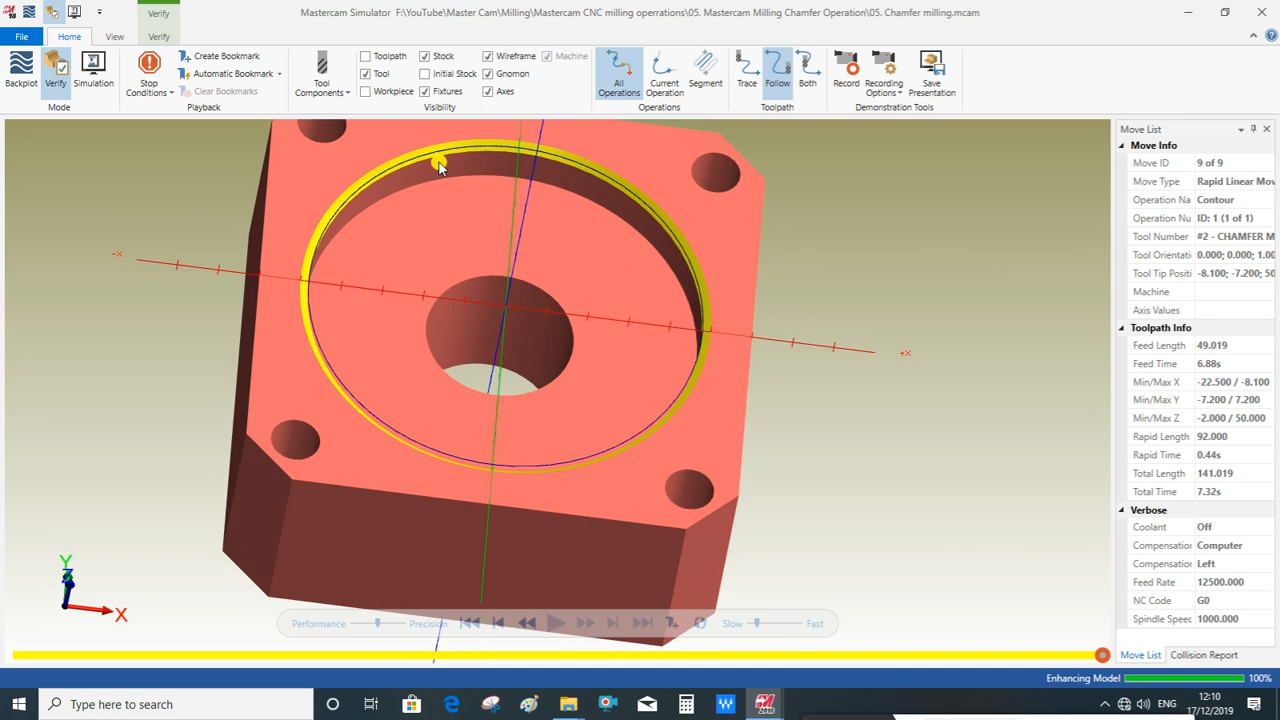 Verify
Mastercam Simulator F:\YouTube\Master Cam\Milling\Mastercam CNC milling operrations\05. Mastercam Milling Chamfer Operation\05. Chamfer milling.mcam
File
Home
View
Verify
Backplot
Verify
Simulation
Mode
Stop Conditions
Create Bookmark
Automatic Bookmark
Clear Bookmarks
Playback
Tool Components
Toolpath
Tool
Workpiece
Stock
Initial Stock
Fixtures
Wireframe
Gnomon
Axes
Machine
Visibility
All Operations
Current Operation
Segment
Operations
Trace
Follow
Both
Toolpath
Record
Recording Options
Save Presentation
Demonstration Tools
-X
+X
Y
Z
X
Performance
Precision
Slow
Fast
Move List
Move Info
Move ID 9 of 9
Move Type Rapid Linear Mov
Operation Na Contour
Operation Nu ID: 1 (1 of 1)
Tool Number #2 - CHAMFER M
Tool Orientati 0.000; 0.000; 1.00
Tool Tip Positi -8.100; -7.200; 50
Machine
Axis Values
Toolpath Info
Feed Length 49.019
Feed Time 6.88s
Min/Max X -22.500 / -8.100
Min/Max Y -7.200 / 7.200
Min/Max Z -2.000 / 50.000
Rapid Length 92.000
Rapid Time 0.44s
Total Length 141.019
Total Time 7.32s
Verbose
Coolant Off
Compensation Computer
Compensation Left
Feed Rate 12500.000
NC Code G0
Spindle Speed 1000.000
Move List
Collision Report
Enhancing Model 100%
Type here to search
2018
ENG
12:10
17/12/2019